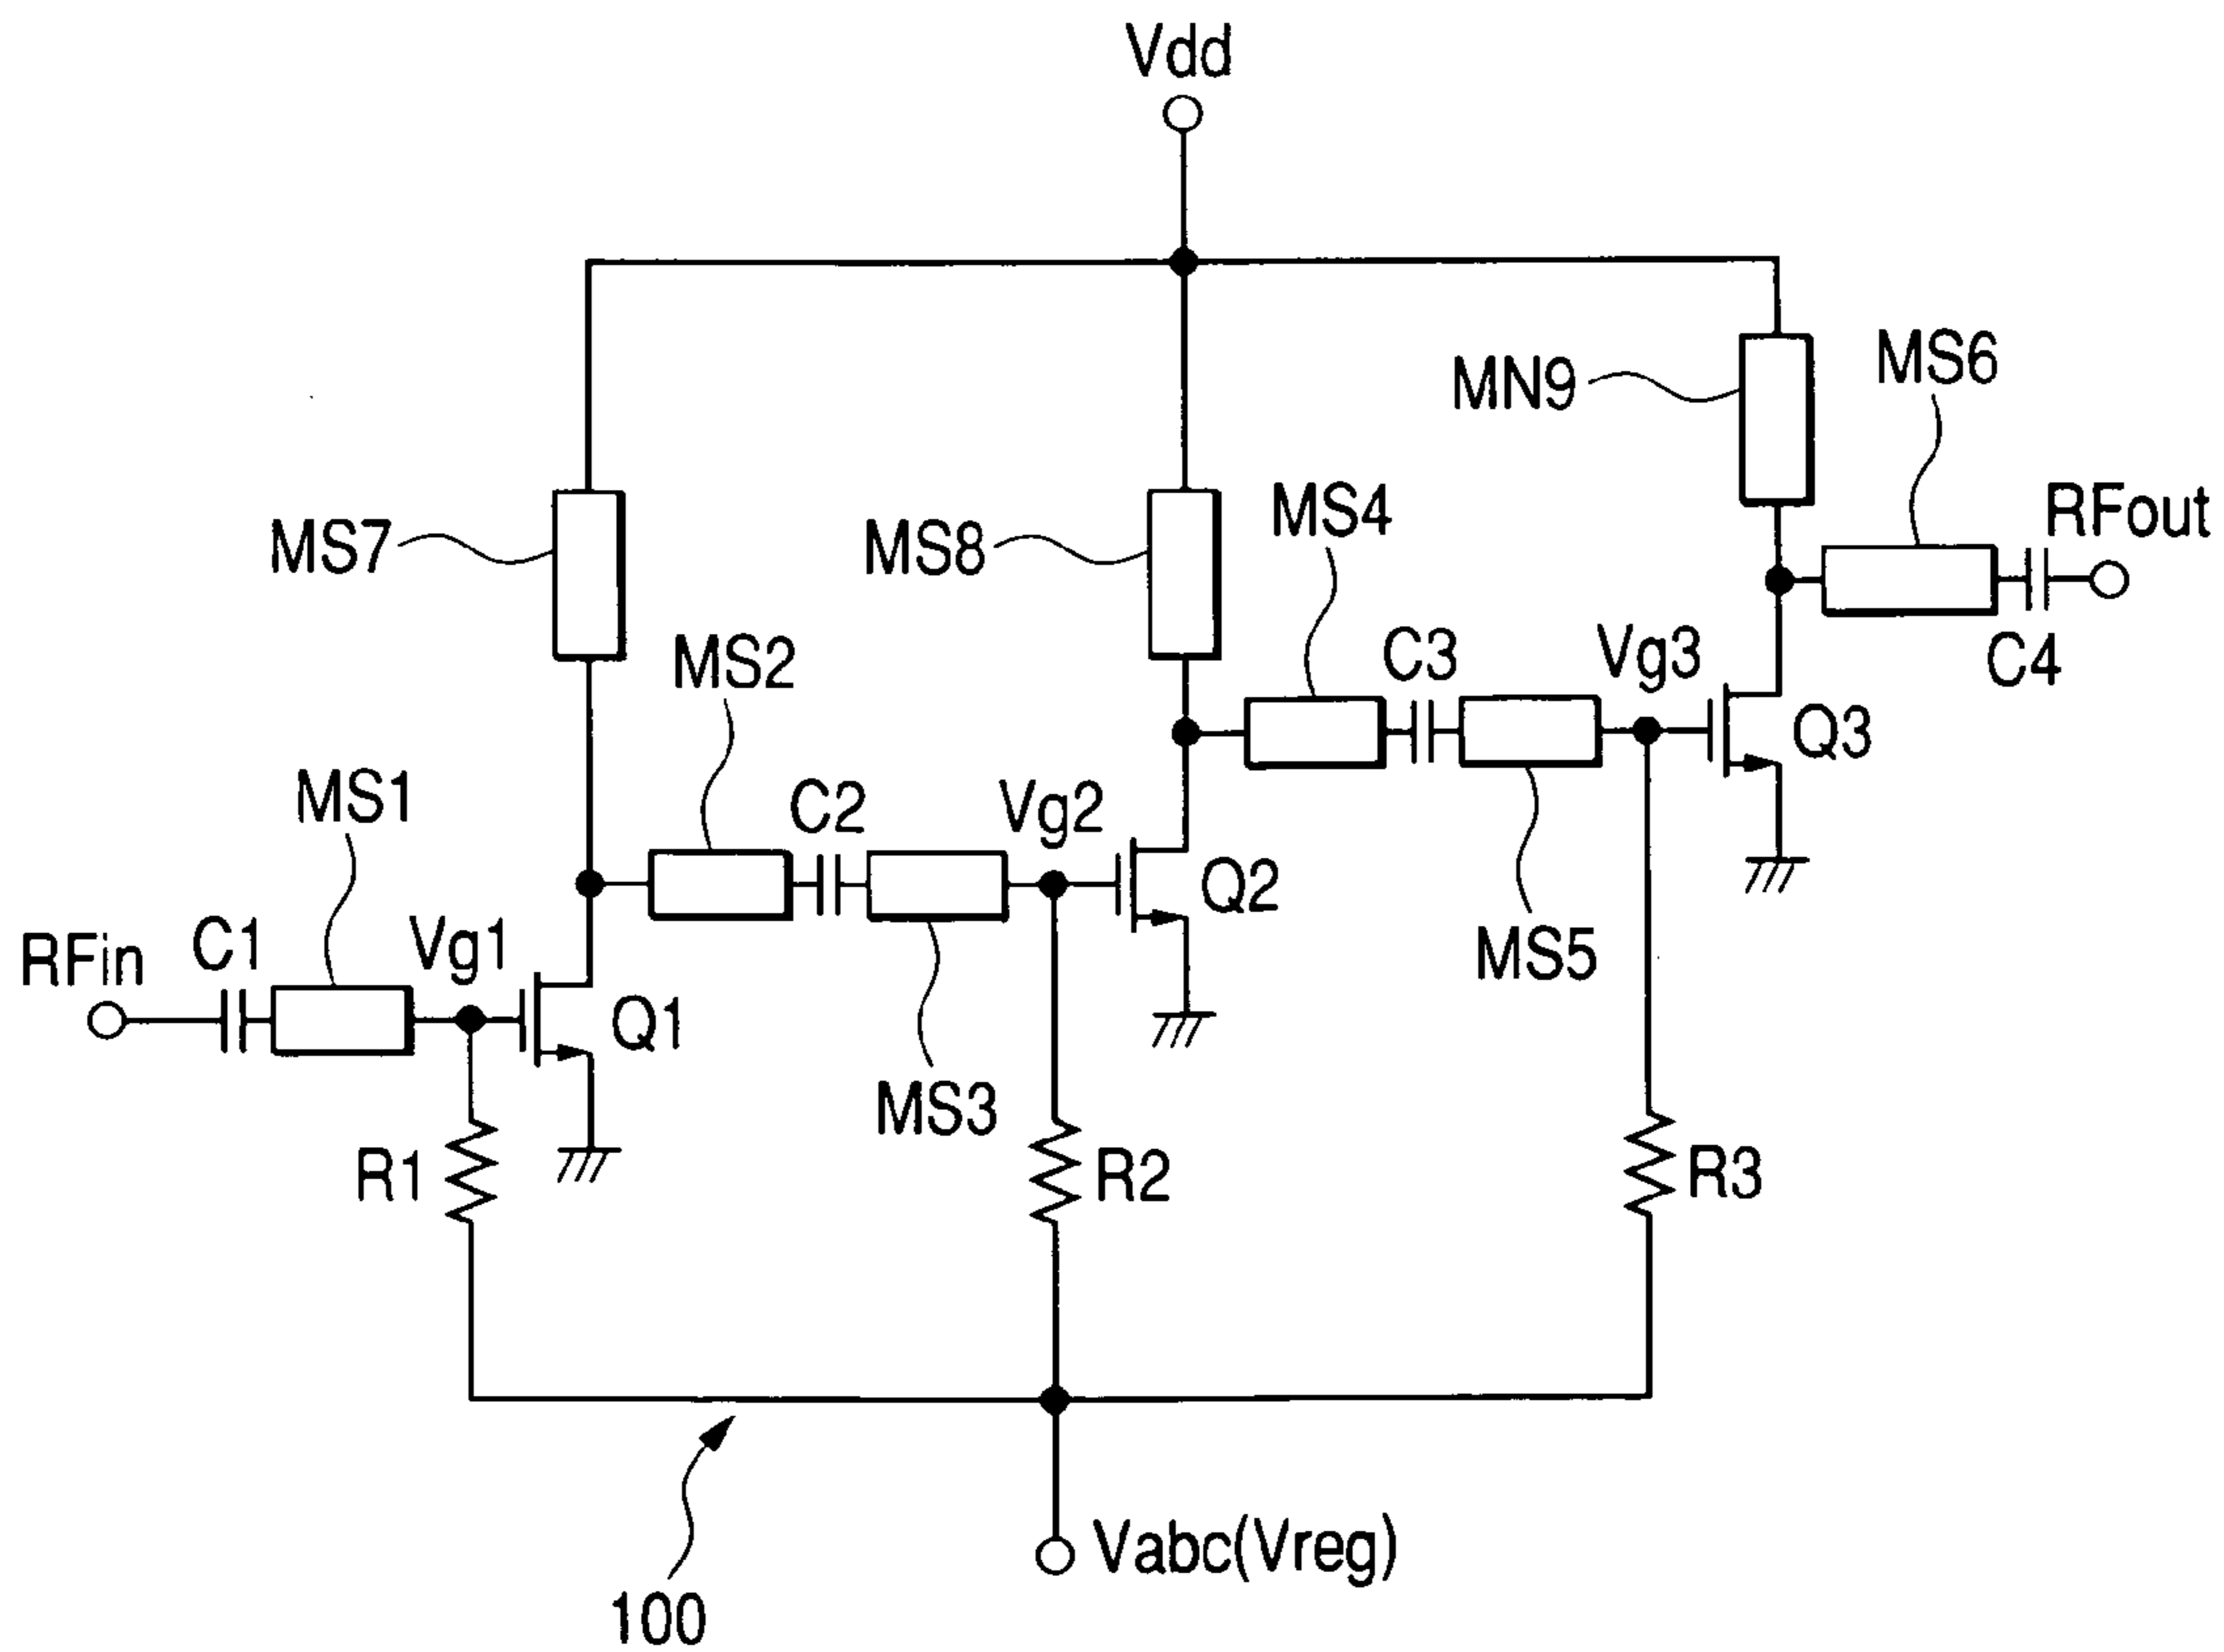 Vdd
MN9
MS6
MS7
MS8
MS4
RFout
MS2
C3
Vg3
C4
Q3
MS1
C2
Vg2
Q2
RFin
C1
Vg1
MS5
Q1
MS3
R1
R2
R3
Vabc(Vreg)
100